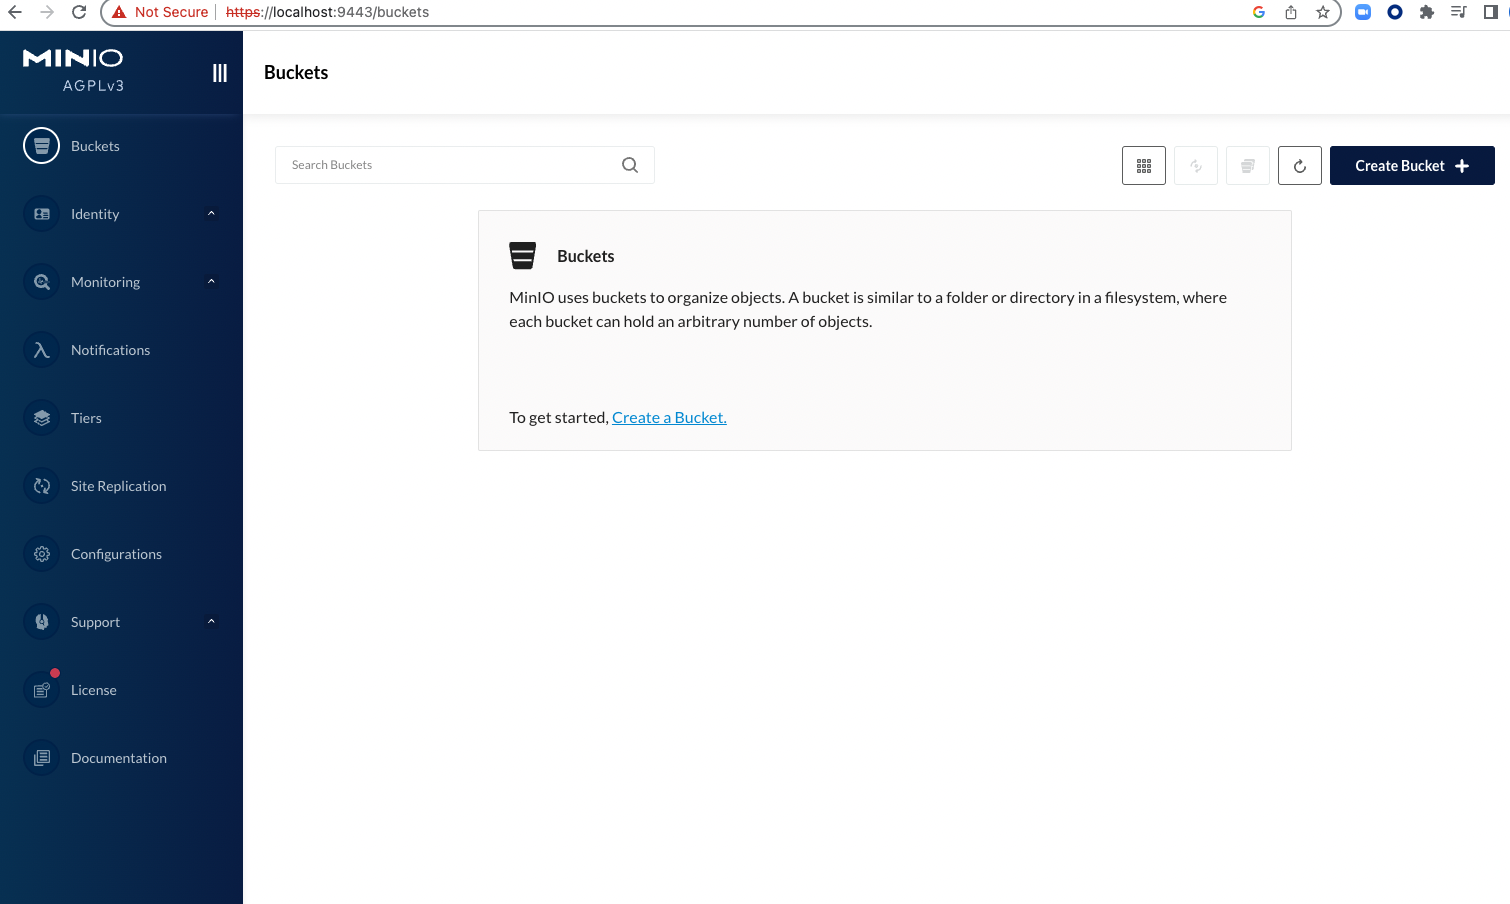 Not Secure https://localhost:9443/buckets
MINIO
AGPLv3
Buckets
Buckets
Identity
Monitoring
Notifications
Tiers
Site Replication
Configurations
Support
License
Documentation
Search Buckets
Create Bucket
Buckets
MinIO uses buckets to organize objects. A bucket is similar to a folder or directory in a filesystem, where
each bucket can hold an arbitrary number of objects.
To get started, Create a Bucket.